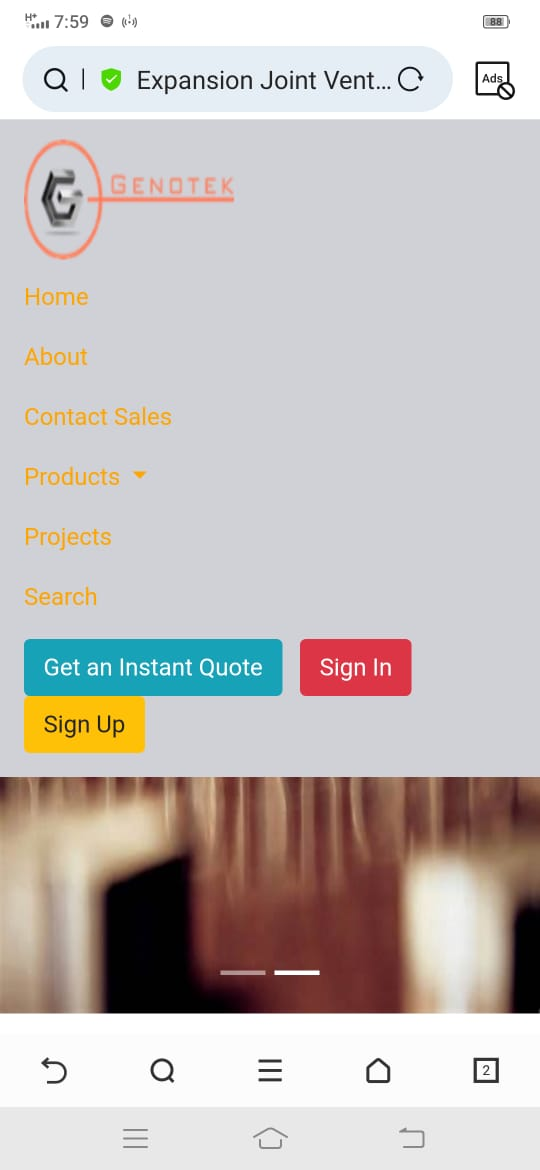 H+ 7:59 88
Expansion Joint Vent... Ads
GENOTEK
Home
About
Contact Sales
Products
Projects
Search
Get an Instant Quote Sign In
Sign Up
2